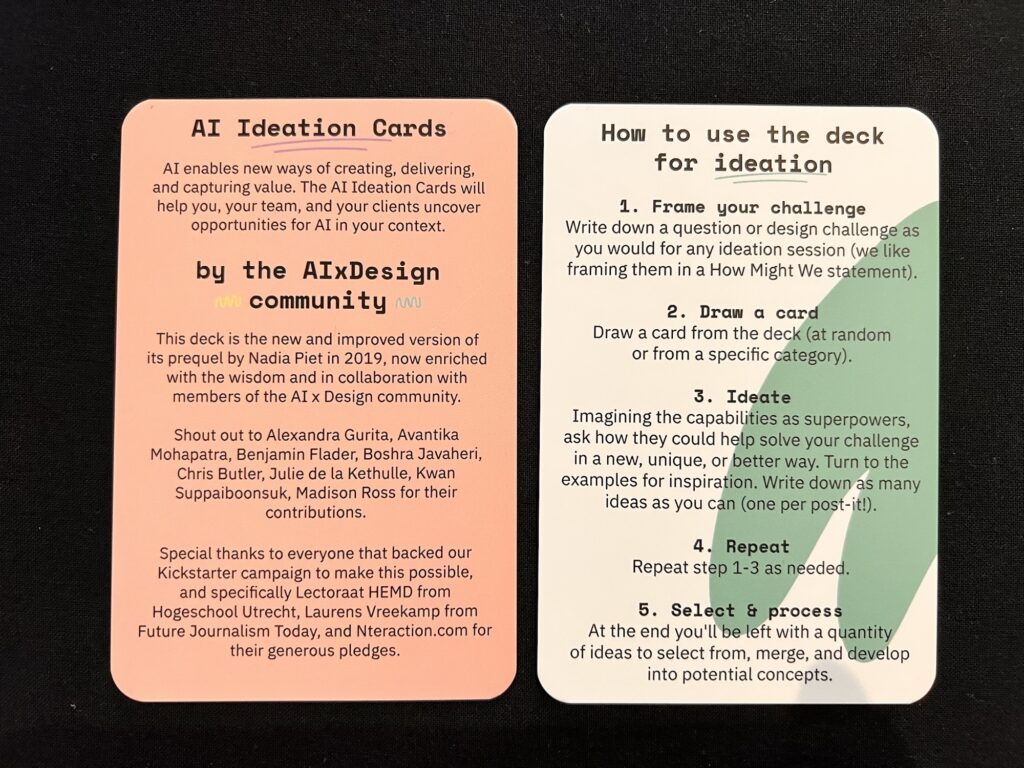 AI Ideation Cards
AI enables new ways of creating, delivering,
and capturing value. The AI Ideation Cards will
help you, your team, and your clients uncover
opportunities for AI in your context.
by the AIxDesign
community
This deck is the new and improved version of
its prequel by Nadia Piet in 2019, now enriched
with the wisdom and in collaboration with
members of the AI x Design community.
Shout out to Alexandra Gurita, Avantika
Mohapatra, Benjamin Flader, Boshra Javaheri,
Chris Butler, Julie de la Kethulle, Kwan
Suppaiboonsuk, Madison Ross for their
contributions.
Special thanks to everyone that backed our
Kickstarter campaign to make this possible,
and specifically Lectoraat HEMD from
Hogeschool Utrecht, Laurens Vreekamp from
Future Journalism Today, and Nteraction.com for
their generous pledges.
How to use the deck
for ideation
1. Frame your challenge
Write down a question or design challenge as
you would for any ideation session (we like
framing them in a How Might We statement).
2. Draw a card
Draw a card from the deck (at random
or from a specific category).
3. Ideate
Imagining the capabilities as superpowers,
ask how they could help solve your challenge
in a new, unique, or better way. Turn to the
examples for inspiration. Write down as many
ideas as you can (one per post-it!).
4. Repeat
Repeat step 1-3 as needed.
5. Select & process
At the end you'll be left with a quantity
of ideas to select from, merge, and develop
into potential concepts.